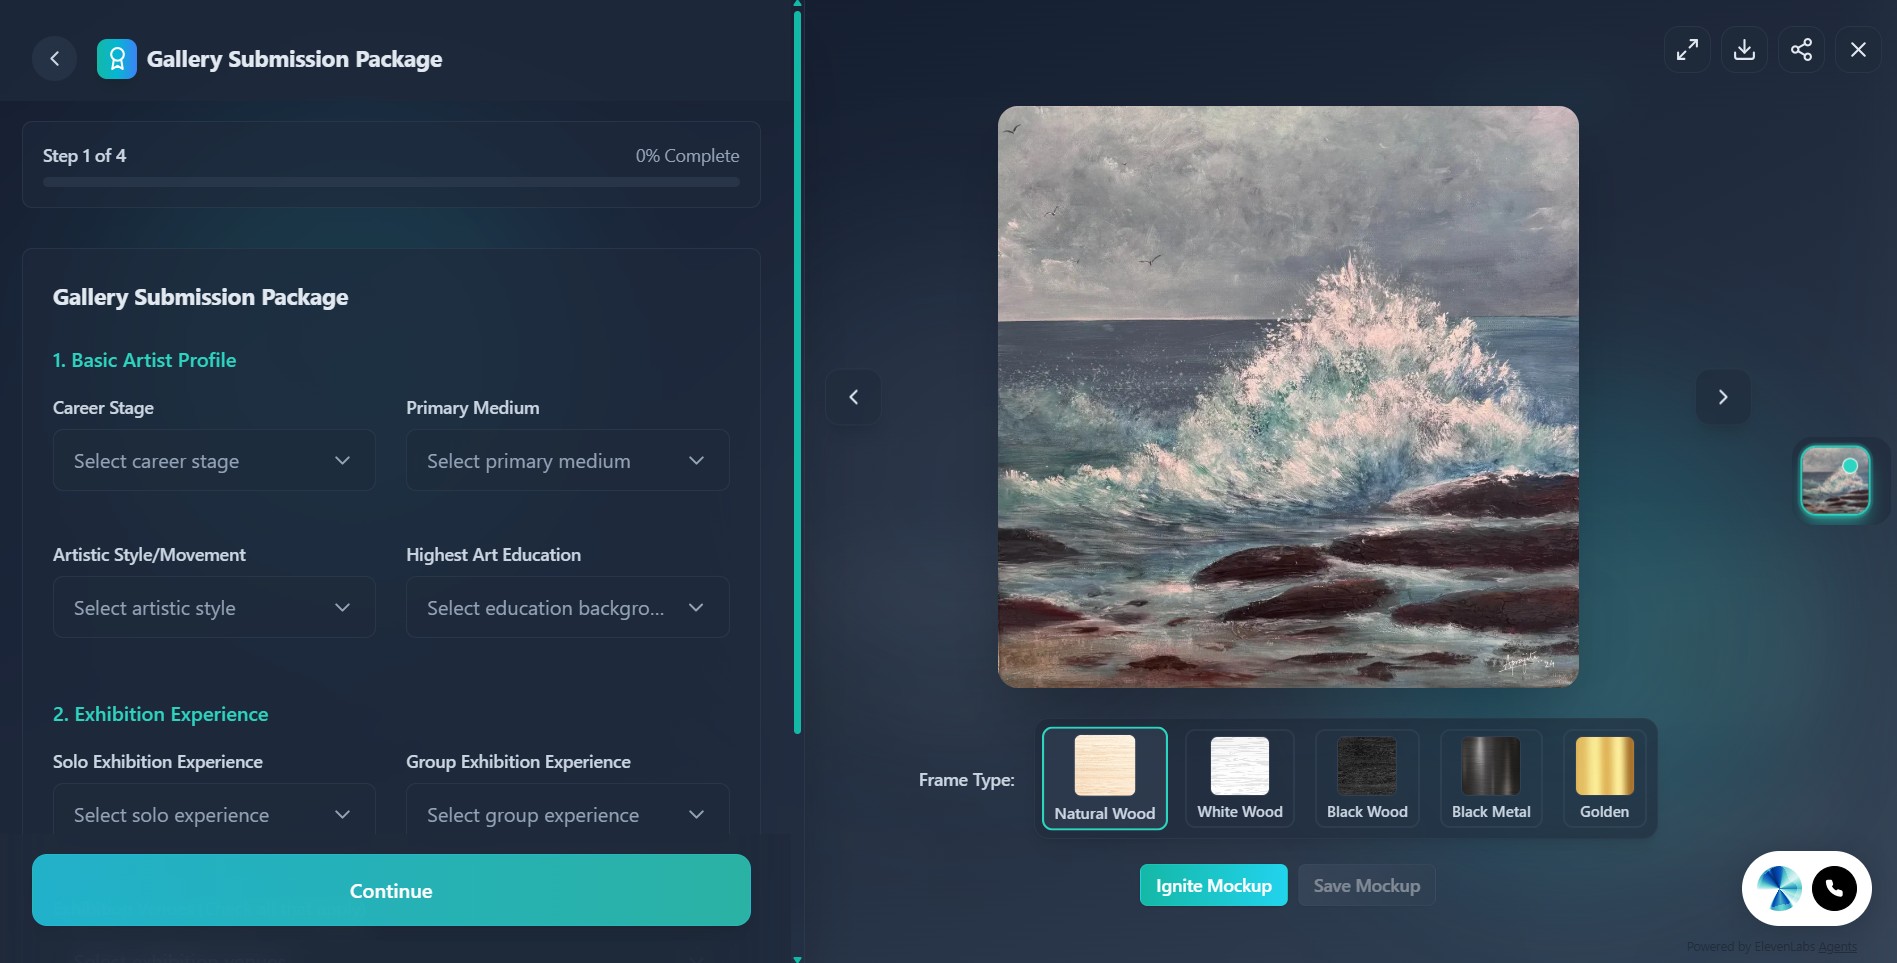 Gallery Submission Package
Step 1 of 4
0% Complete
Gallery Submission Package
1. Basic Artist Profile
Career Stage
Primary Medium
Select career stage
Select primary medium
Artistic Style/Movement
Highest Art Education
Select artistic style
Select education backgro...
2. Exhibition Experience
Solo Exhibition Experience
Group Exhibition Experience
Select solo experience
Select group experience
Continue
Frame Type:
Natural Wood
White Wood
Black Wood
Black Metal
Golden
Ignite Mockup
Save Mockup
Powered by ElevenLabs Agents